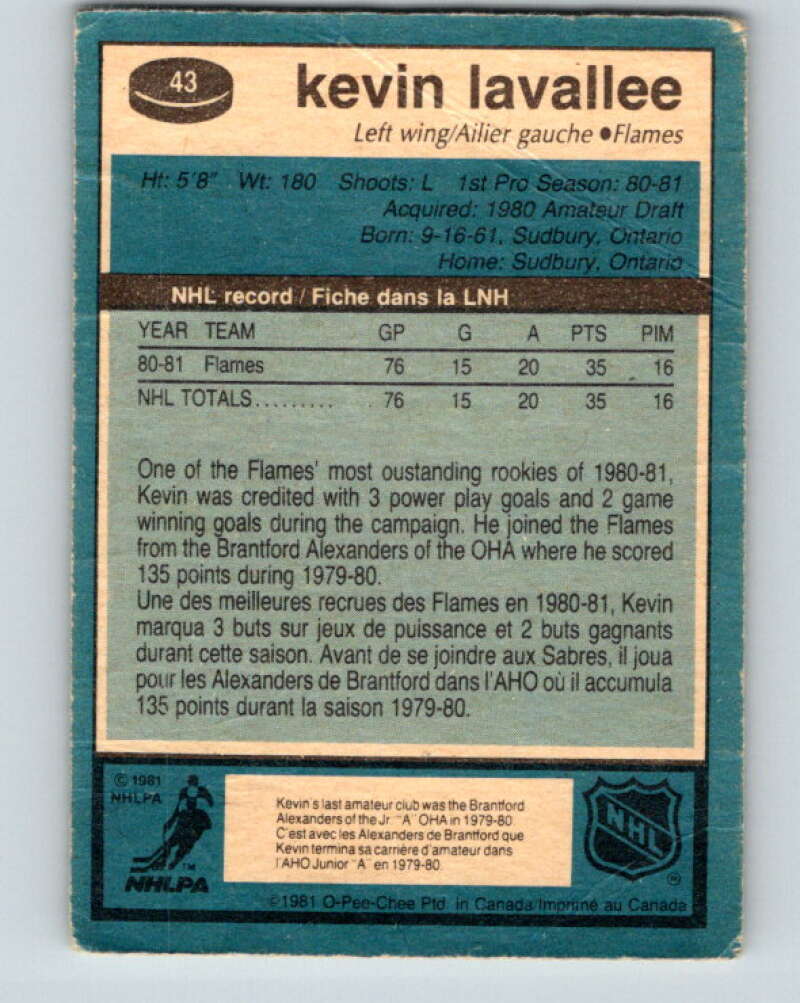 43
kevin lavallee
Left wing/Ailier gauche ●Flames
Ht: 5'8" Wt: 180 Shoots: L 1st Pro Season: 80-81
Acquired: 1980 Amateur Draft
Born: 9-16-61, Sudbury, Ontario
Home: Sudbury, Ontario
NHL record / Fiche dans la LNH
YEAR TEAM GP G A PTS PIM
80-81 Flames 76 15 20 35 16
NHL TOTALS......... 76 15 20 35 16
One of the Flames' most oustanding rookies of 1980-81,
Kevin was credited with 3 power play goals and 2 game
winning goals during the campaign. He joined the Flames
from the Brantford Alexanders of the OHA where he scored
135 points during 1979-80.
Une des meilleures recrues des Flames en 1980-81, Kevin
marqua 3 buts sur jeux de puissance et 2 buts gagnants
durant cette saison. Avant de se joindre aux Sabres, il joua
pour les Alexanders de Brantford dans l'AHO où il accumula
135 points durant la saison 1979-80.
© 1981
NHLPA
TM
NHLPA
Kevin's last amateur club was the Brantford
Alexanders of the Jr. "A" OHA in 1979-80.
C'est avec les Alexanders de Brantford que
Kevin termina sa carrière d'amateur dans
l'AHO Junior "A" en 1979-80.
NHL
®
©1981 O-Pee-Chee Ptd. in Canada/Imprimé au Canada